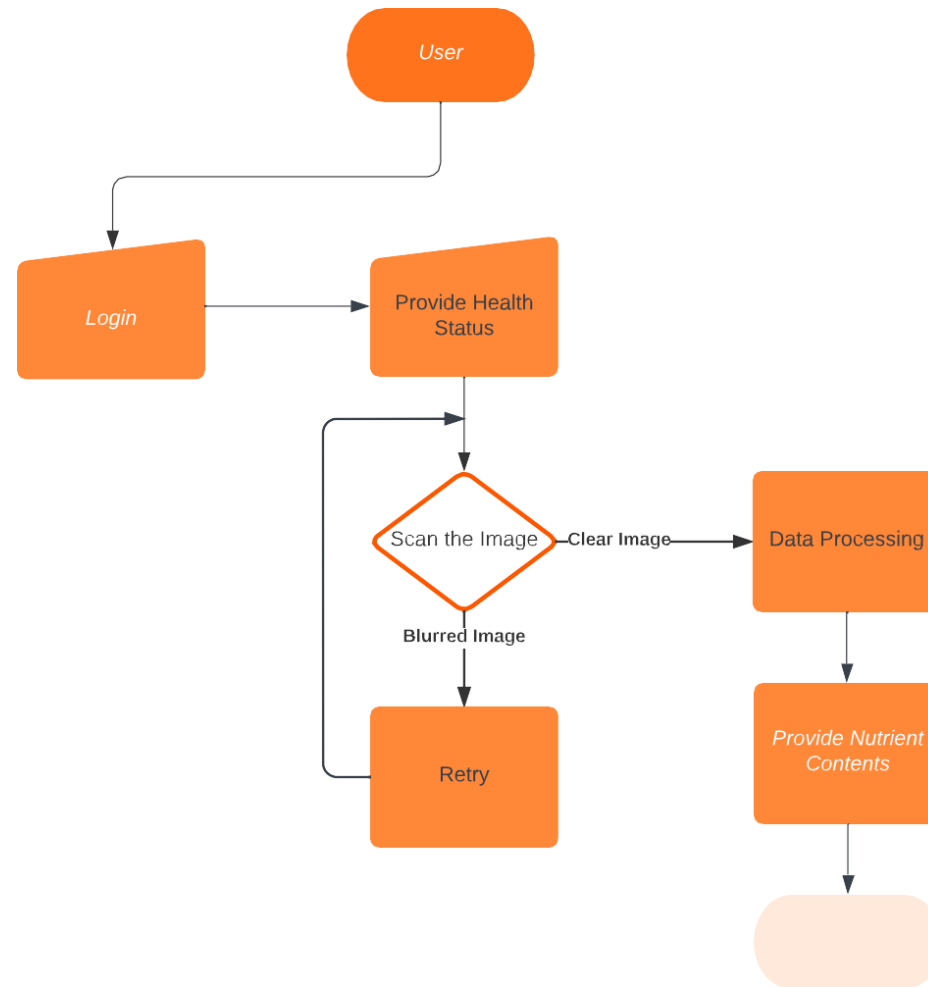 User
Login
Provide Health
Status
Scan the Image
Clear Image
Data Processing
Blurred Image
Provide Nutrient
Contents
Retry